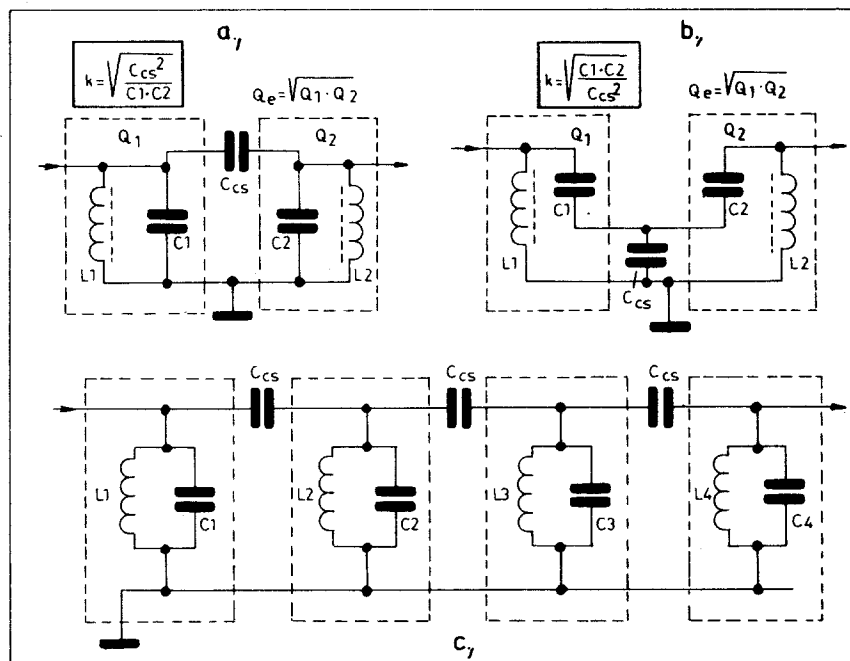 a,
k=√(Ccs²/(C1·C2))
Qe=√(Q1·Q2)
Q1
Q2
Ccs
C1
C2
L1
L2
b,
k=√(C1·C2/Ccs²)
Qe=√(Q1·Q2)
Q1
Q2
C1
C2
L1
L2
Ccs
Ccs
Ccs
Ccs
L1
C1
L2
C2
L3
C3
L4
C4
c,